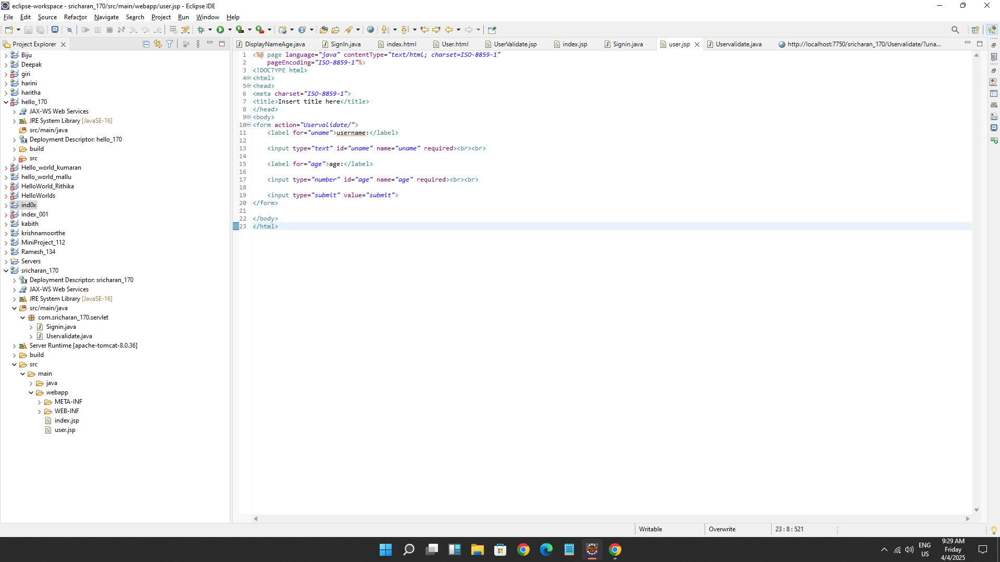 eclipse-workspace - sricharan_170/src/main/webapp/user.jsp - Eclipse IDE
File Edit Source Refactor Navigate Search Project Run Window Help
Project Explorer
Biju
Deepak
giri
harini
haritha
hello_170
JAX-WS Web Services
JRE System Library [JavaSE-16]
src/main/java
Deployment Descriptor: hello_170
build
src
Hello_world_kumaran
hello_world_mallu
HelloWorld_Rithika
HelloWorlds
ind0x
index_001
kabith
krishnamoorthe
MiniProject_112
Ramesh_134
Servers
sricharan_170
Deployment Descriptor: sricharan_170
JAX-WS Web Services
JRE System Library [JavaSE-16]
src/main/java
com.sricharan_170.servlet
Signin.java
Uservalidate.java
Server Runtime [apache-tomcat-8.0.36]
build
src
main
java
webapp
META-INF
WEB-INF
index.jsp
user.jsp
DisplayNameAge.java SignIn.java index.html User.html UserValidate.jsp index.jsp Signin.java user.jsp Uservalidate.java http://localhost:7750/sricharan_170/Uservalidate/?una...
1 <%@ page language="java" contentType="text/html; charset=ISO-8859-1"
2 pageEncoding="ISO-8859-1"%>
3 <!DOCTYPE html>
4 <html>
5 <head>
6 <meta charset="ISO-8859-1">
7 <title>Insert title here</title>
8 </head>
9 <body>
10 <form action="Uservalidate/">
11 <label for="uname">username:</label>
12
13 <input type="text" id="uname" name="uname" required><br><br>
14
15 <label for="age">age:</label>
16
17 <input type="number" id="age" name="age" required><br><br>
18
19 <input type="submit" value="submit">
20 </form>
21
22 </body>
23 </html>
Writable Overwrite 23 : 8 : 521
ENG
US
9:29 AM
Friday
4/4/2025